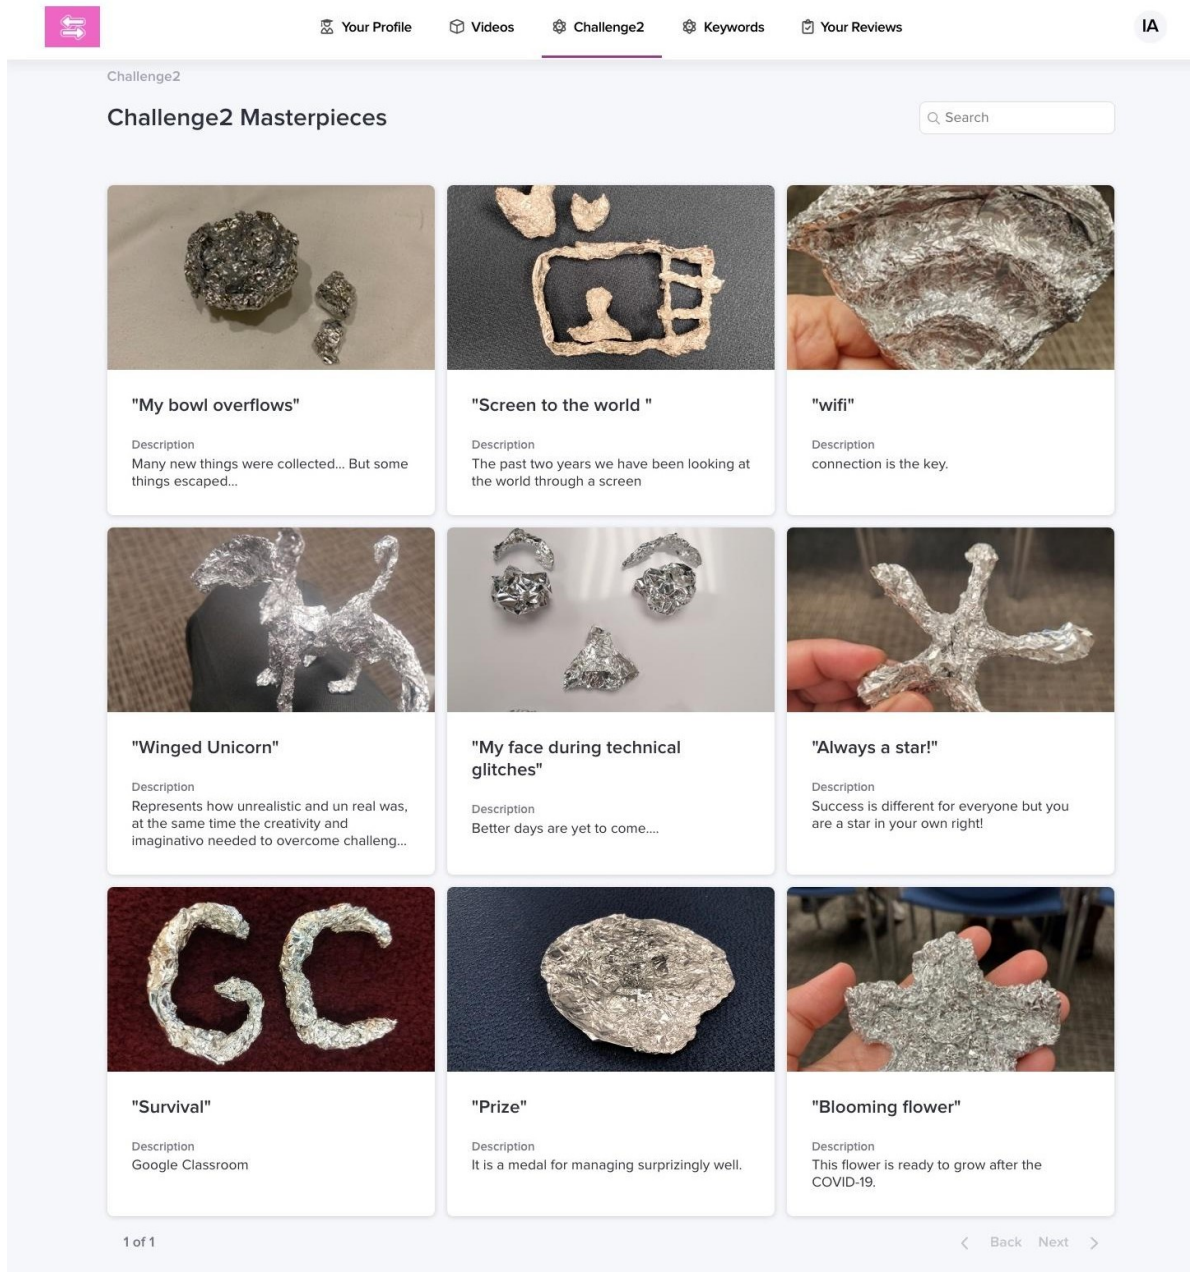 Your Profile Videos Challenge2 Keywords Your Reviews IA
Challenge2
Challenge2 Masterpieces
Search
"My bowl overflows"
Description
Many new things were collected... But some
things escaped...
"Screen to the world "
Description
The past two years we have been looking at
the world through a screen
"wifi"
Description
connection is the key.
"Winged Unicorn"
Description
Represents how unrealistic and un real was,
at the same time the creativity and
imaginativo needed to overcome challeng...
"My face during technical
glitches"
Description
Better days are yet to come....
"Always a star!"
Description
Success is different for everyone but you
are a star in your own right!
GC
"Survival"
Description
Google Classroom
"Prize"
Description
It is a medal for managing surprizingly well.
"Blooming flower"
Description
This flower is ready to grow after the
COVID-19.
1 of 1
Back Next